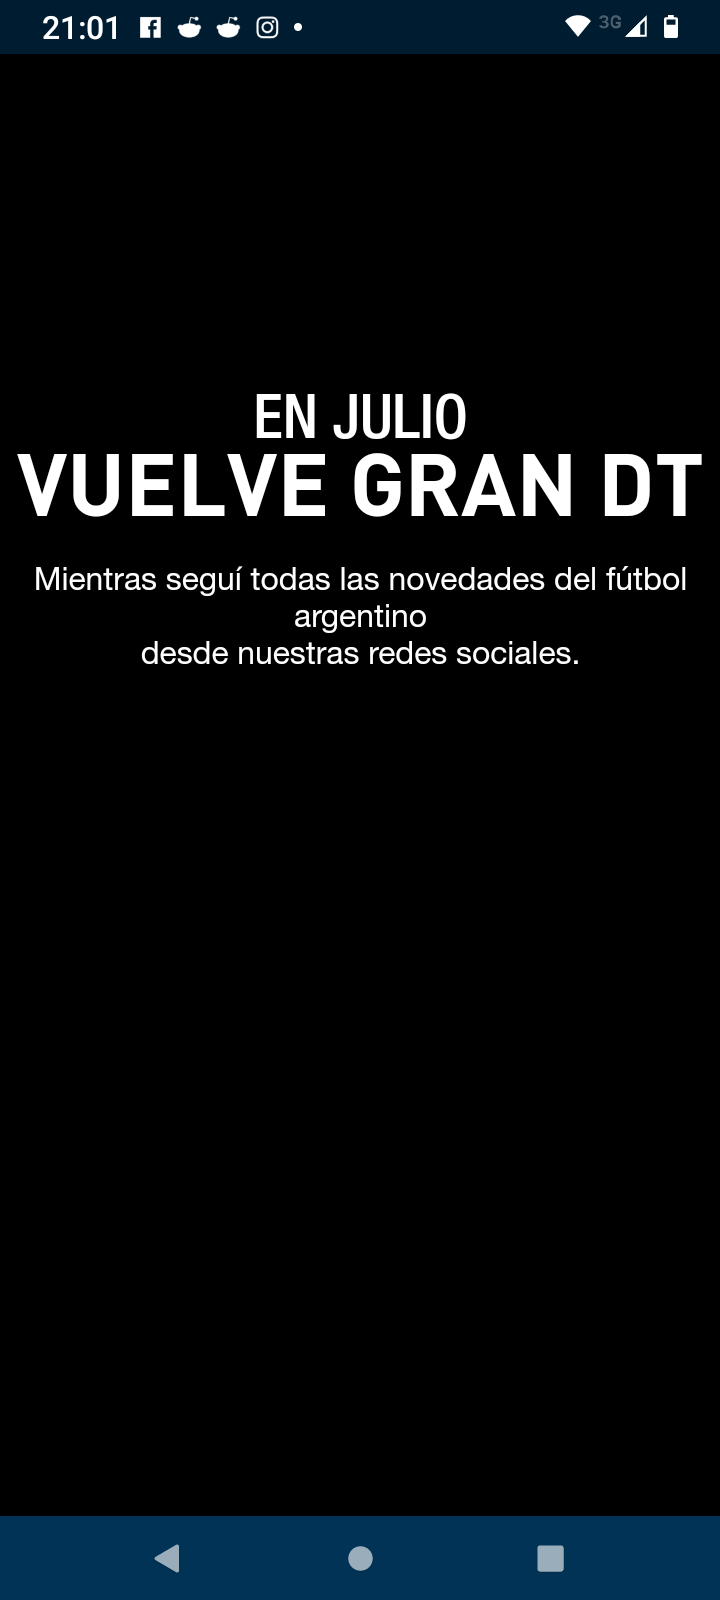 21:01
3G
EN JULIO
VUELVE GRAN DT
Mientras seguí todas las novedades del fútbol
argentino
desde nuestras redes sociales.